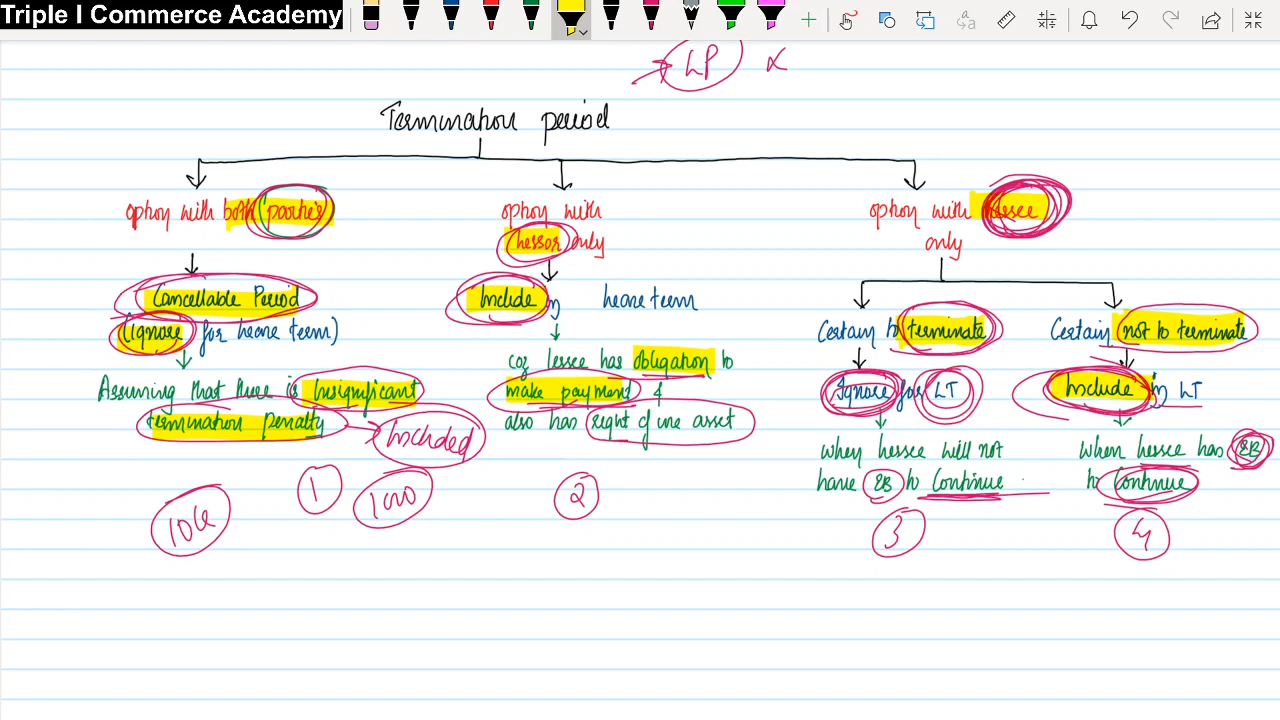 Triple I Commerce Academy
LP
Termination period
option with both parties
option with
lessor only
option with lessee
only
Cancellable Period
(Ignore for lease term)
Include in lease term
Certain to terminate
Certain not to terminate
Assuming that there is insignificant
termination penalty
Included
coz lessee has obligation to
make payment &
also has right of use asset
Ignore for LT
Include in LT
when lessee will not
have EB to Continue
when lessee has EB
to Continue
1
1000
2
3
4